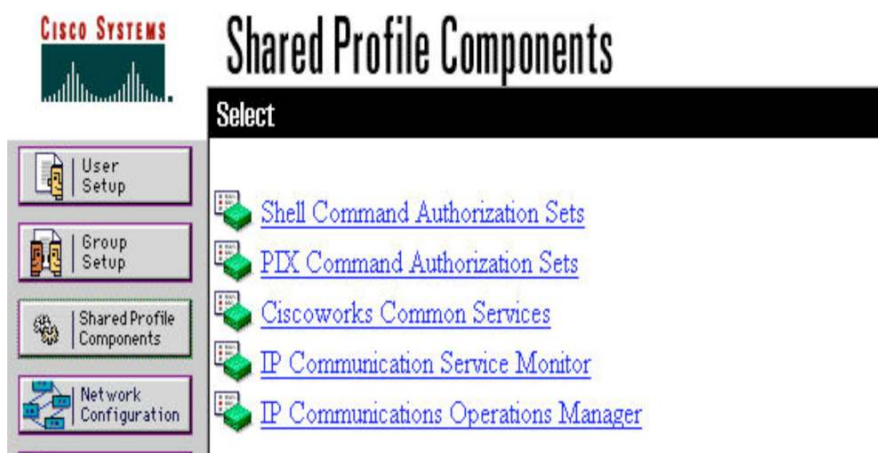 CISCO SYSTEMS
Shared Profile Components
Select
User
Setup
Group
Setup
Shared Profile
Components
Network
Configuration
Shell Command Authorization Sets
PIX Command Authorization Sets
Ciscoworks Common Services
IP Communication Service Monitor
IP Communications Operations Manager